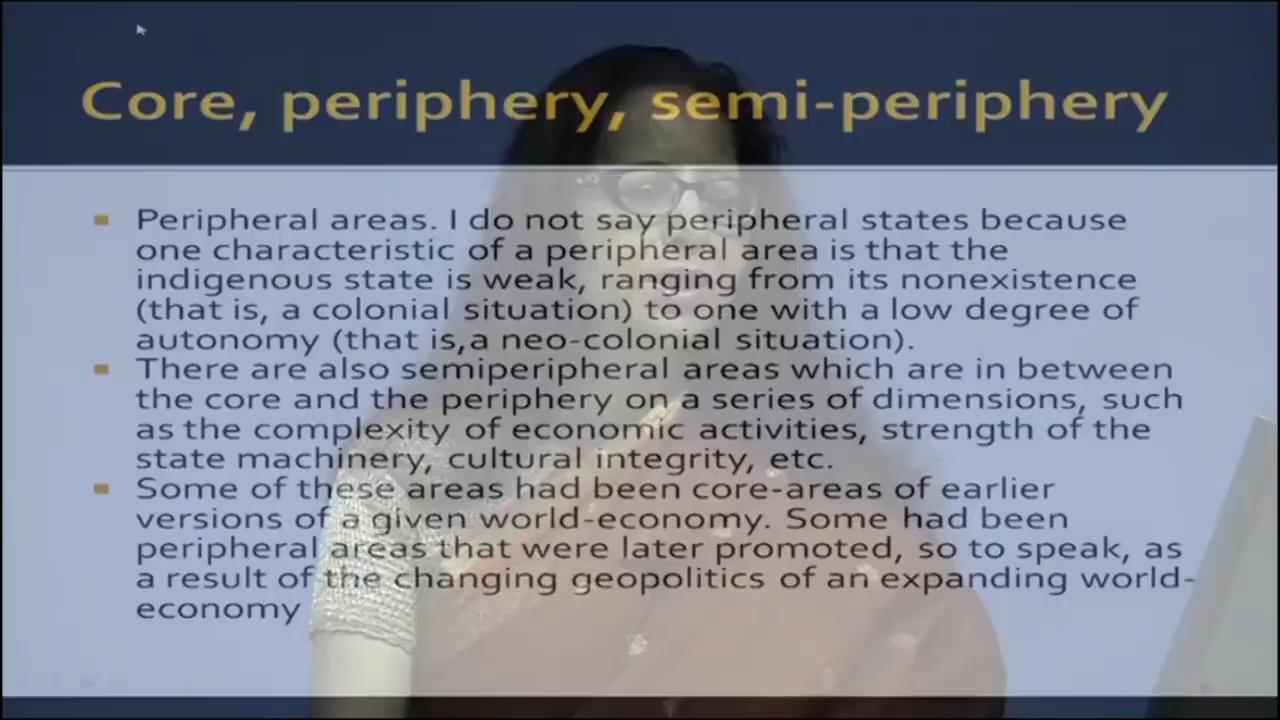 Core, periphery, semi-periphery
Peripheral areas. I do not say peripheral states because
one characteristic of a peripheral area is that the
indigenous state is weak, ranging from its nonexistence
(that is, a colonial situation) to one with a low degree of
autonomy (that is,a neo-colonial situation).
There are also semiperipheral areas which are in between
the core and the periphery on a series of dimensions, such
as the complexity of economic activities, strength of the
state machinery, cultural integrity, etc.
Some of these areas had been core-areas of earlier
versions of a given world-economy. Some had been
peripheral areas that were later promoted, so to speak, as
a result of the changing geopolitics of an expanding world-
economy